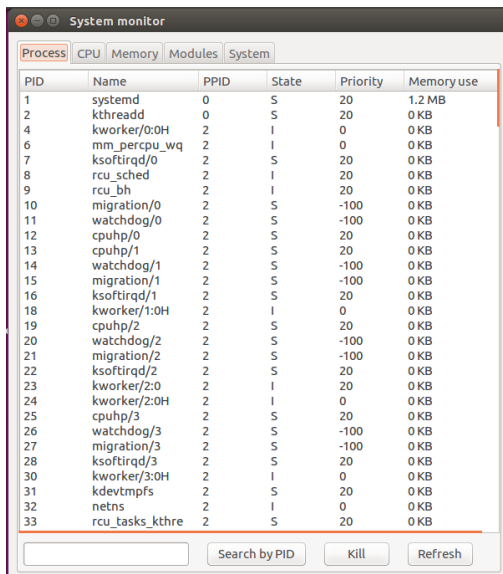 System monitor
Process CPU Memory Modules System
PID Name PPID State Priority Memory use
1 systemd 0 S 20 1.2 MB
2 kthreadd 0 S 20 0 KB
4 kworker/0:0H 2 I 0 0 KB
6 mm_percpu_wq 2 I 0 0 KB
7 ksoftirqd/0 2 S 20 0 KB
8 rcu_sched 2 I 20 0 KB
9 rcu_bh 2 I 20 0 KB
10 migration/0 2 S -100 0 KB
11 watchdog/0 2 S -100 0 KB
12 cpuhp/0 2 S 20 0 KB
13 cpuhp/1 2 S 20 0 KB
14 watchdog/1 2 S -100 0 KB
15 migration/1 2 S -100 0 KB
16 ksoftirqd/1 2 S 20 0 KB
18 kworker/1:0H 2 I 0 0 KB
19 cpuhp/2 2 S 20 0 KB
20 watchdog/2 2 S -100 0 KB
21 migration/2 2 S -100 0 KB
22 ksoftirqd/2 2 S 20 0 KB
23 kworker/2:0 2 I 20 0 KB
24 kworker/2:0H 2 I 0 0 KB
25 cpuhp/3 2 S 20 0 KB
26 watchdog/3 2 S -100 0 KB
27 migration/3 2 S -100 0 KB
28 ksoftirqd/3 2 S 20 0 KB
30 kworker/3:0H 2 I 0 0 KB
31 kdevtmpfs 2 S 20 0 KB
32 netns 2 I 0 0 KB
33 rcu_tasks_kthre 2 S 20 0 KB
Search by PID Kill Refresh